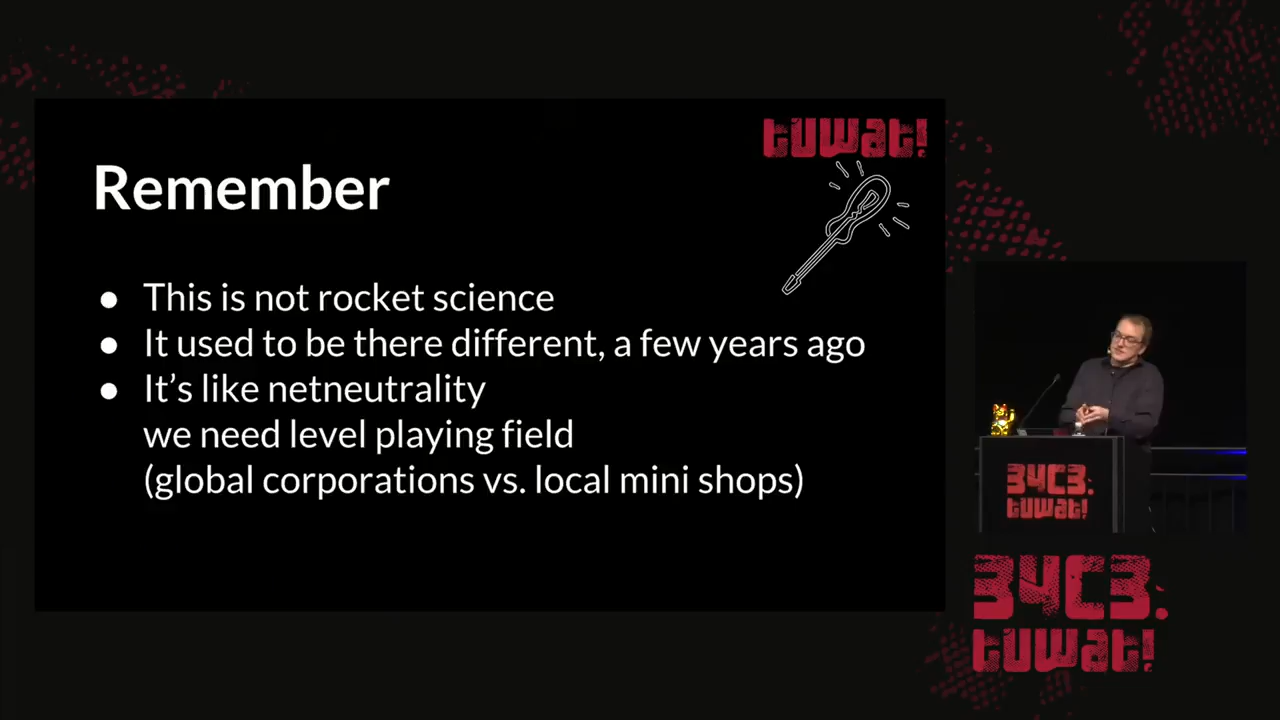 tuwat!
Remember
● This is not rocket science
● It used to be there different, a few years ago
● It’s like netneutrality
we need level playing field
(global corporations vs. local mini shops)
34C3.
tuwat!
34C3.
tuwat!